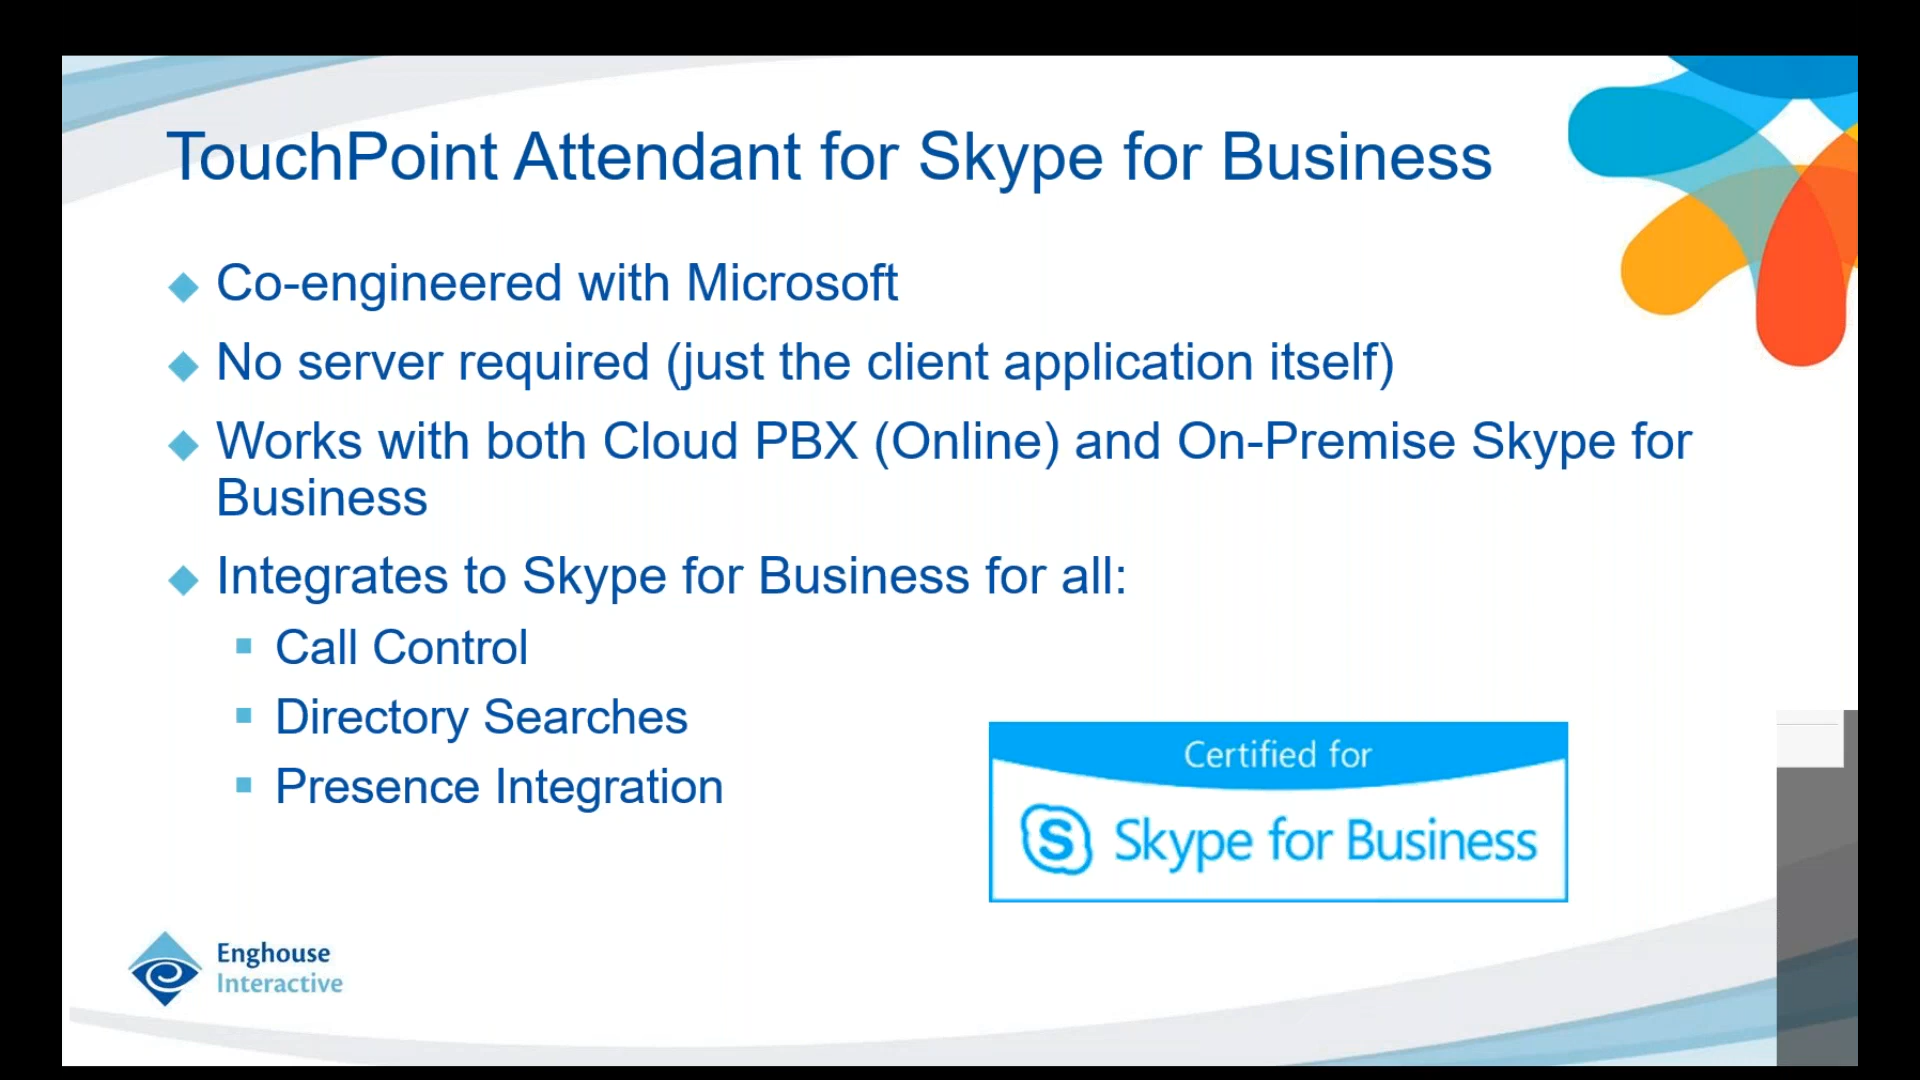 TouchPoint Attendant for Skype for Business
Co-engineered with Microsoft
No server required (just the client application itself)
Works with both Cloud PBX (Online) and On-Premise Skype for
Business
Integrates to Skype for Business for all:
Call Control
Directory Searches
Presence Integration
Certified for
Skype for Business
Enghouse
Interactive